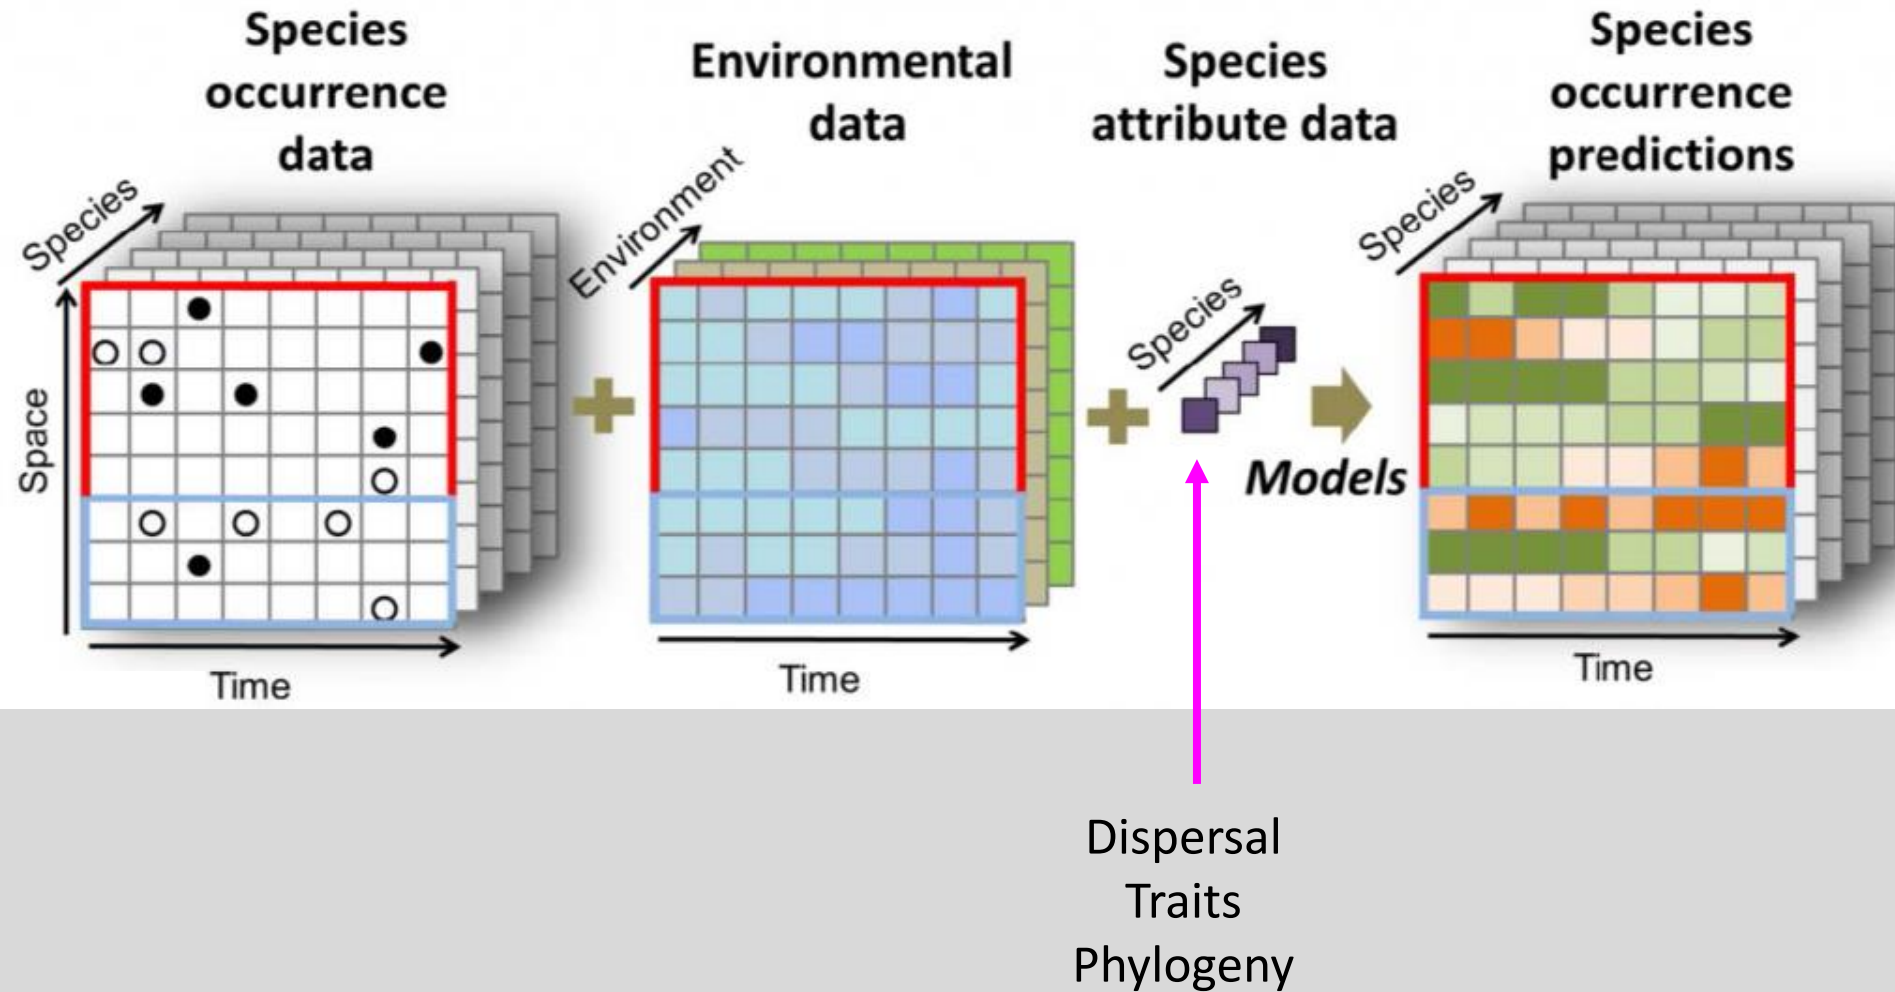 Species
occurrence
data
Environmental
data
Species
attribute data
Species
occurrence
predictions
Species
Environment
Species
Species
Space
Models
Time
Time
Time
Dispersal
Traits
Phylogeny